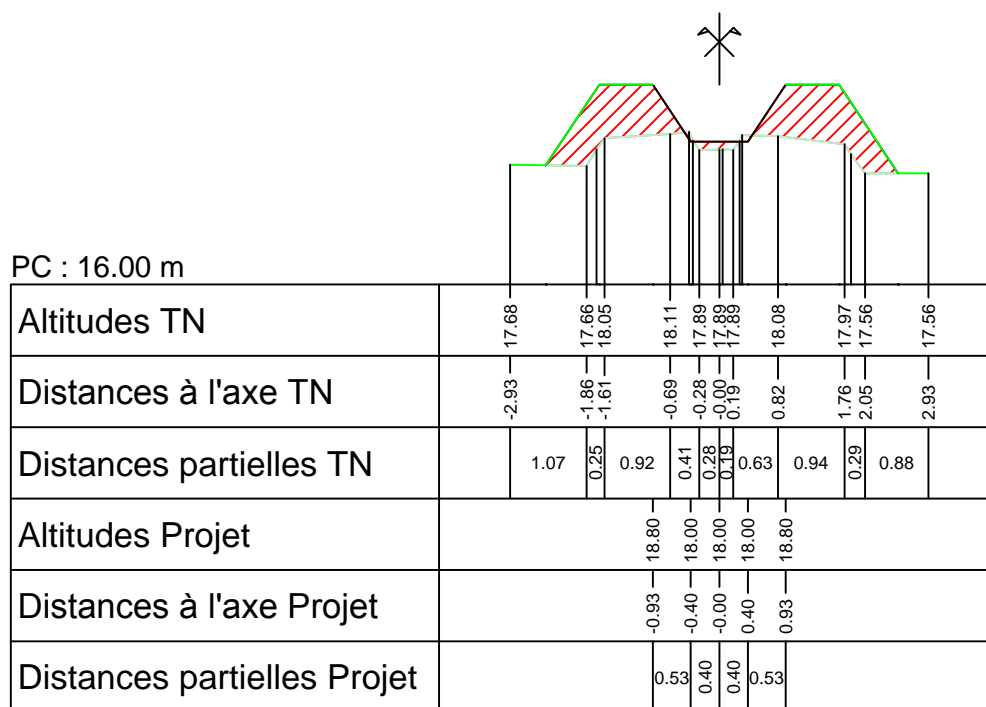 PC : 16.00 m
Altitudes TN
17.68 17.66 18.05 18.11 17.89 17.89 17.89 18.08 17.97 17.56 17.56
Distances à l'axe TN
-2.93 -1.86 -1.61 -0.69 -0.28 -0.00 0.19 0.82 1.76 2.05 2.93
Distances partielles TN
1.07 0.25 0.92 0.41 0.28 0.19 0.63 0.94 0.29 0.88
Altitudes Projet
18.80 18.00 18.00 18.00 18.80
Distances à l'axe Projet
-0.93 -0.40 -0.00 0.40 0.93
Distances partielles Projet
0.53 0.40 0.40 0.53